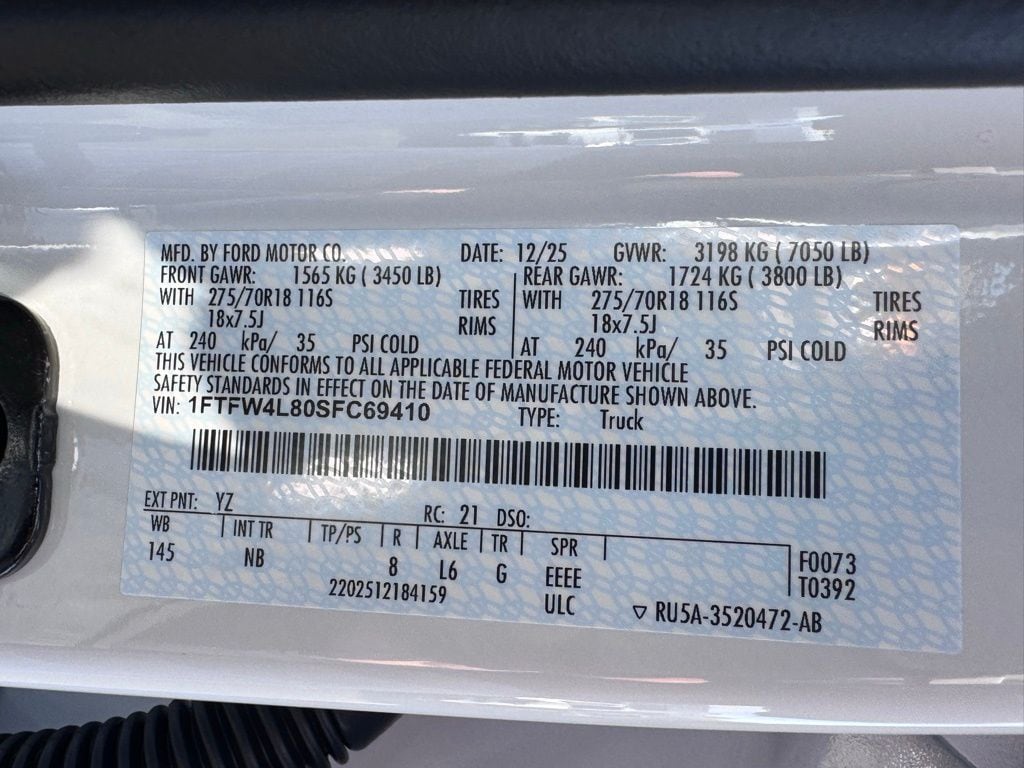 MFD. BY FORD MOTOR CO. DATE: 12/25 GVWR: 3198 KG ( 7050 LB)
FRONT GAWR: 1565 KG ( 3450 LB) REAR GAWR: 1724 KG ( 3800 LB)
WITH 275/70R18 116S TIRES WITH 275/70R18 116S TIRES
18x7.5J RIMS 18x7.5J RIMS
AT 240 kPa/ 35 PSI COLD AT 240 kPa/ 35 PSI COLD
THIS VEHICLE CONFORMS TO ALL APPLICABLE FEDERAL MOTOR VEHICLE
SAFETY STANDARDS IN EFFECT ON THE DATE OF MANUFACTURE SHOWN ABOVE.
VIN: 1FTFW4L80SFC69410 TYPE: Truck
EXT PNT: YZ RC: 21 DSO:
WB INT TR TP/PS R AXLE TR SPR
145 NB 8 L6 G EEEE F0073
2202512184159 ULC T0392
RU5A-3520472-AB